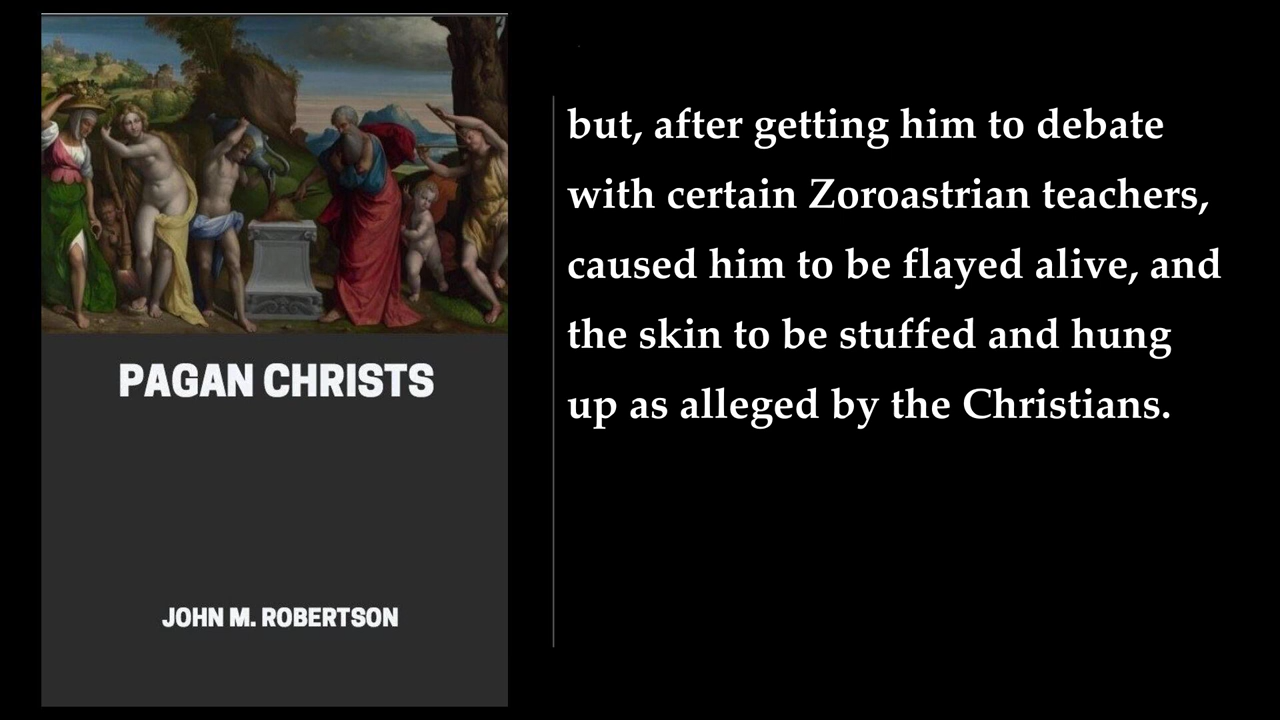 PAGAN CHRISTS
JOHN M. ROBERTSON
but, after getting him to debate
with certain Zoroastrian teachers,
caused him to be flayed alive, and
the skin to be stuffed and hung
up as alleged by the Christians.